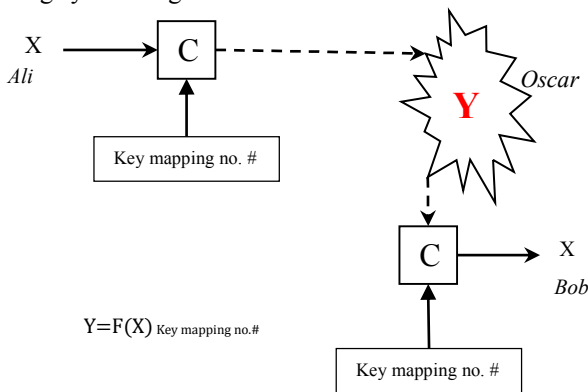 X
C
Ali
Oscar
Y
Key mapping no. #
C
X
Bob
Y=F(X) Key mapping no.#
Key mapping no. #